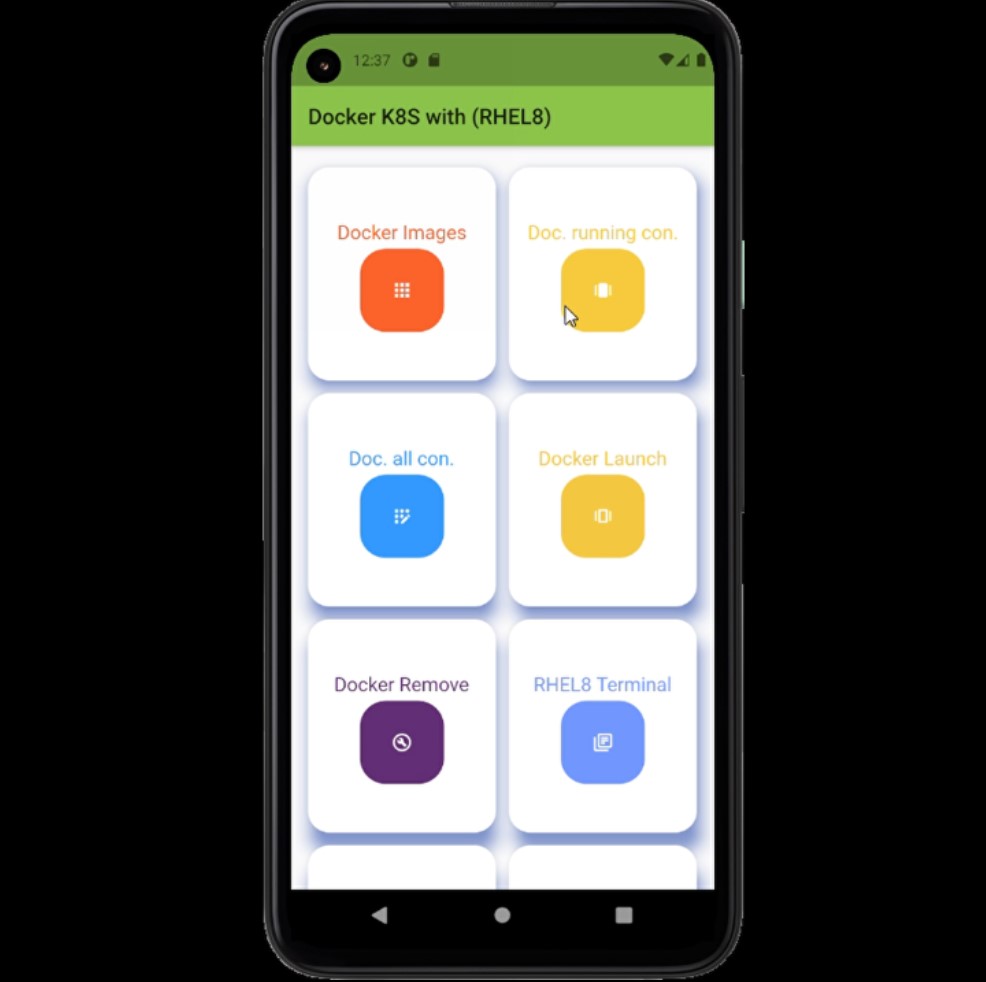 12:37
Docker K8S with (RHEL8)
Docker Images
Doc. running con.
Doc. all con.
Docker Launch
Docker Remove
RHEL8 Terminal